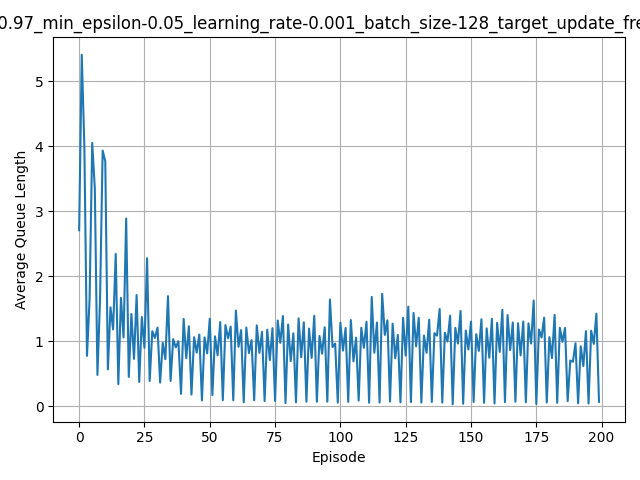 0.97_min_epsilon-0.05_learning_rate-0.001_batch_size-128_target_update_fre
Average Queue Length
5
4
3
2
1
0
0 25 50 75 100 125 150 175 200
Episode